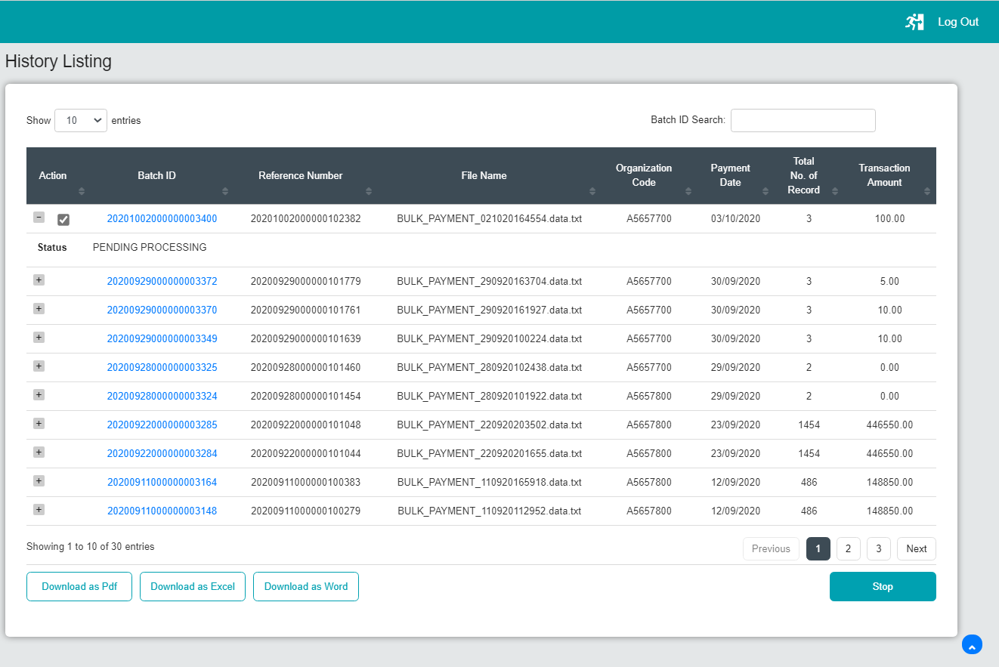 Log Out
History Listing
Show 10 entries Batch ID Search:
Action Batch ID Reference Number File Name Organization Code Payment Date Total No. of Record Transaction Amount
− 20201002000000003400 20201002000000102382 BULK_PAYMENT_021020164554.data.txt A5657700 03/10/2020 3 100.00
Status PENDING PROCESSING
+ 20200929000000003372 20200929000000101779 BULK_PAYMENT_290920163704.data.txt A5657700 30/09/2020 3 5.00
+ 20200929000000003370 20200929000000101761 BULK_PAYMENT_290920161927.data.txt A5657700 30/09/2020 3 10.00
+ 20200929000000003349 20200929000000101639 BULK_PAYMENT_290920100224.data.txt A5657700 30/09/2020 3 10.00
+ 20200928000000003325 20200928000000101460 BULK_PAYMENT_280920102438.data.txt A5657700 29/09/2020 2 0.00
+ 20200928000000003324 20200928000000101454 BULK_PAYMENT_280920101922.data.txt A5657800 29/09/2020 2 0.00
+ 20200922000000003285 20200922000000101048 BULK_PAYMENT_220920203502.data.txt A5657800 23/09/2020 1454 446550.00
+ 20200922000000003284 20200922000000101044 BULK_PAYMENT_220920201655.data.txt A5657800 23/09/2020 1454 446550.00
+ 20200911000000003164 20200911000000100383 BULK_PAYMENT_110920165918.data.txt A5657800 12/09/2020 486 148850.00
+ 20200911000000003148 20200911000000100279 BULK_PAYMENT_110920112952.data.txt A5657800 12/09/2020 486 148850.00
Showing 1 to 10 of 30 entries Previous 1 2 3 Next
Download as Pdf Download as Excel Download as Word Stop